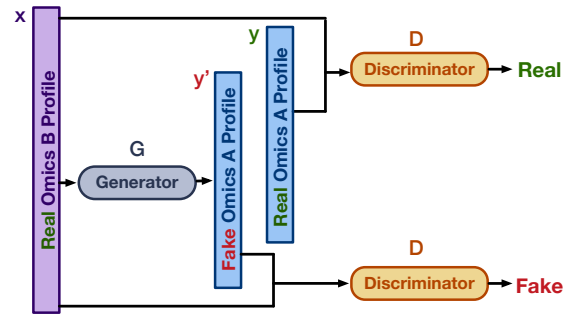 x
Real Omics B Profile
G
Generator
y'
Fake Omics A Profile
y
Real Omics A Profile
D
Discriminator
Real
D
Discriminator
Fake